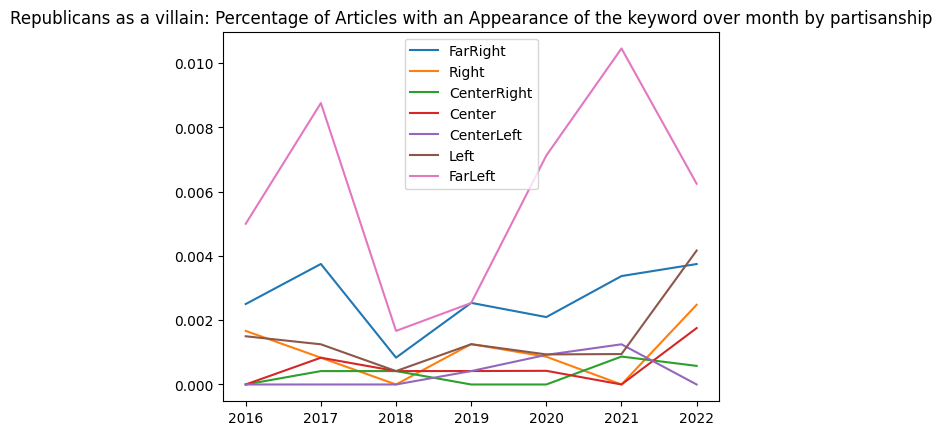 Republicans as a villain: Percentage of Articles with an Appearance of the keyword over month by partisanship
FarRight
Right
CenterRight
Center
CenterLeft
Left
FarLeft
0.010
0.008
0.006
0.004
0.002
0.000
2016 2017 2018 2019 2020 2021 2022